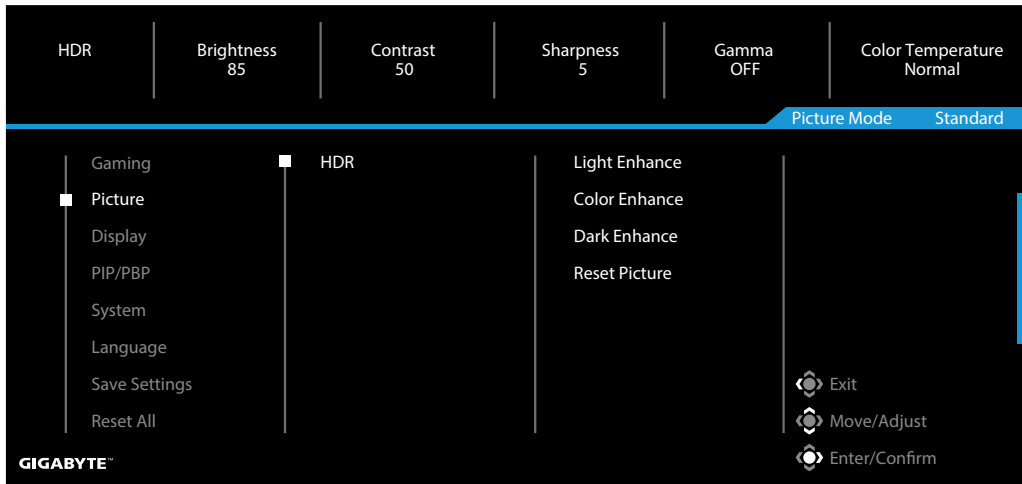 HDR
Brightness
85
Contrast
50
Sharpness
5
Gamma
OFF
Color Temperature
Normal
Picture Mode Standard
Gaming
Picture
Display
PIP/PBP
System
Language
Save Settings
Reset All
HDR
Light Enhance
Color Enhance
Dark Enhance
Reset Picture
Exit
Move/Adjust
Enter/Confirm
GIGABYTE™